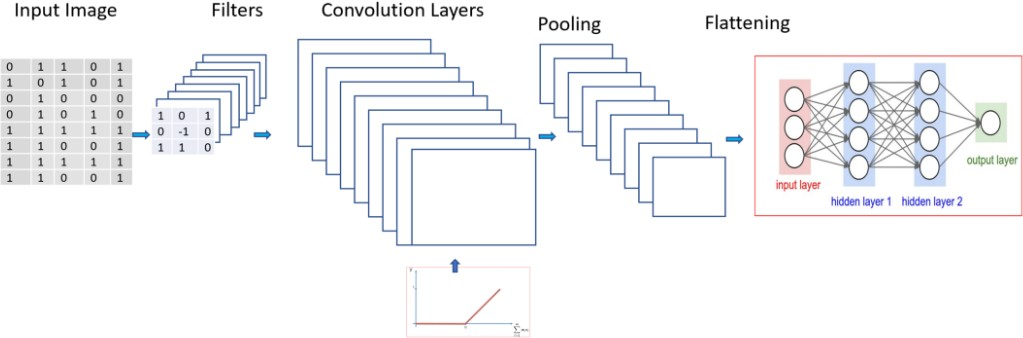 Input Image
Filters
Convolution Layers
Pooling
Flattening
0 1 1 0 1
1 0 1 0 1
0 1 0 0 0
0 1 0 1 0
1 1 1 1 1
1 1 0 0 1
1 1 1 1 1
1 1 0 0 1
1 0 1
0 -1 0
1 1 0
input layer
hidden layer 1
hidden layer 2
output layer